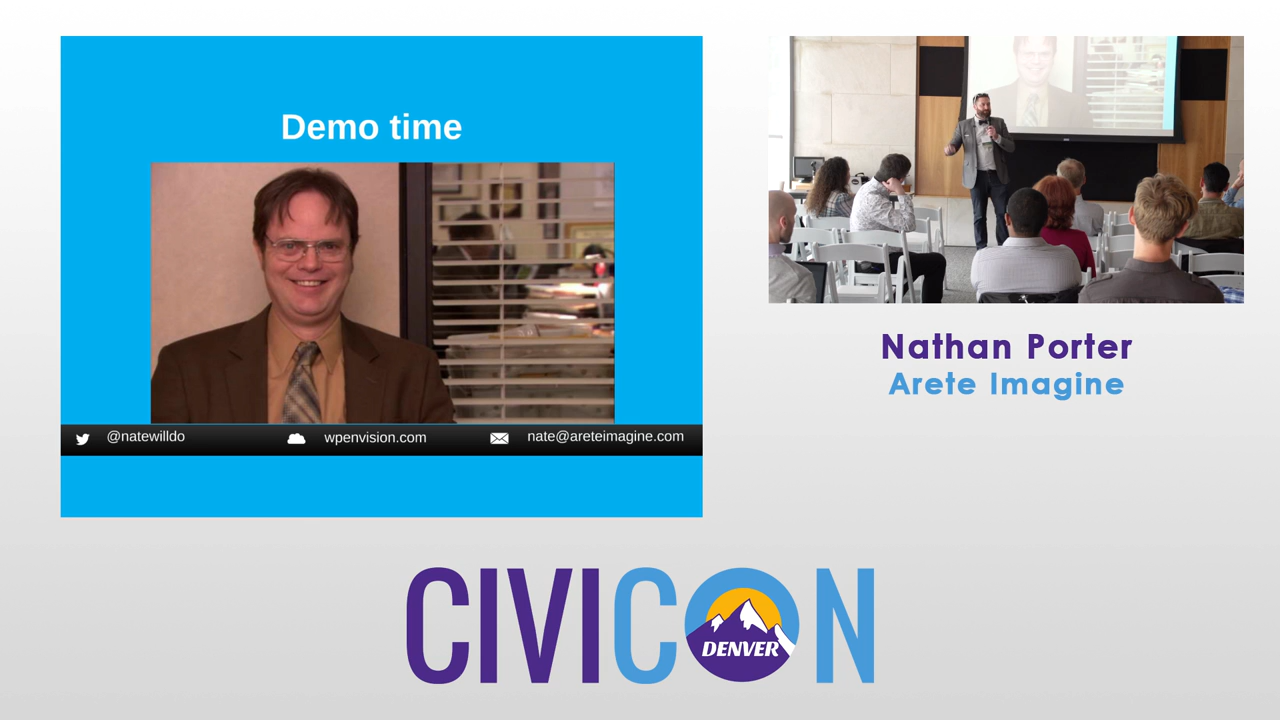 Demo time
@natewilldo
wpenvision.com
nate@areteimagine.com
Nathan Porter
Arete Imagine
CIVICON
DENVER